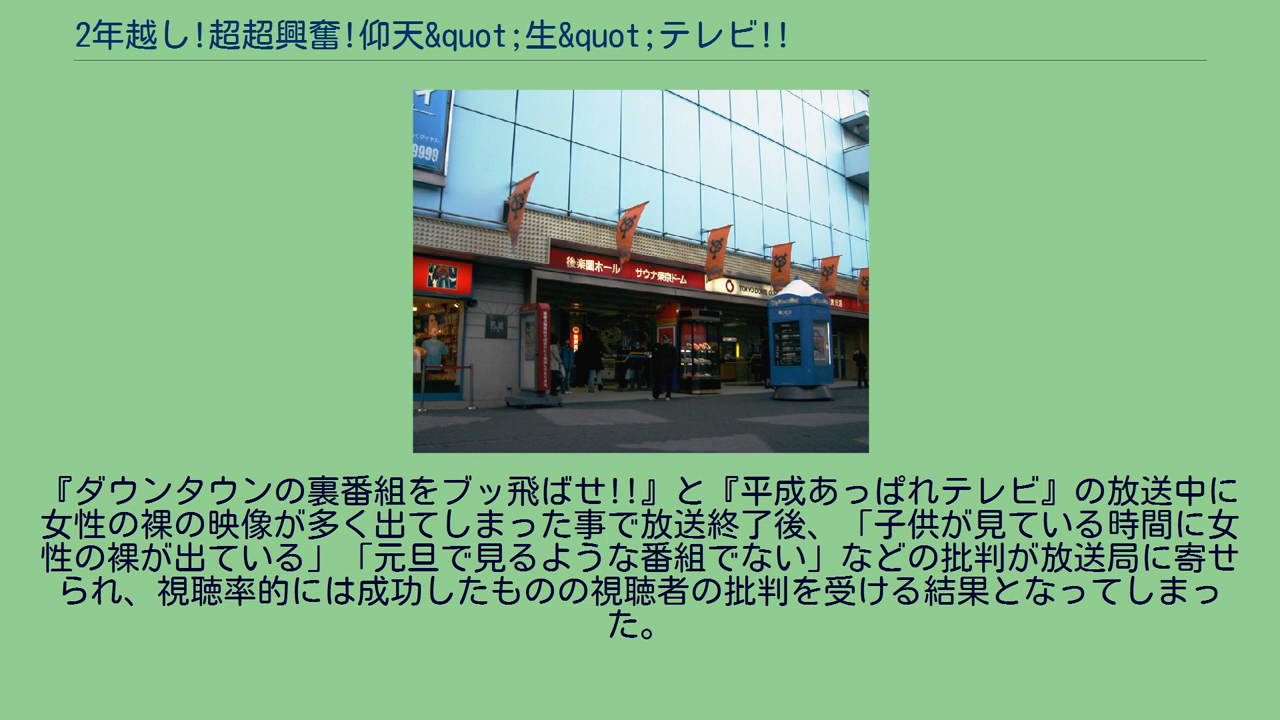 2年越し!超超興奮!仰天&quot;生&quot;テレビ!!
9999
後楽園ホール サウナ東京ドーム
TOKYO DOME
『ダウンタウンの裏番組をブッ飛ばせ!!』と『平成あっぱれテレビ』の放送中に
女性の裸の映像が多く出てしまった事で放送終了後、「子供が見ている時間に女
性の裸が出ている」「元旦で見るような番組でない」などの批判が放送局に寄せ
られ、視聴率的には成功したものの視聴者の批判を受ける結果となってしまっ
た。